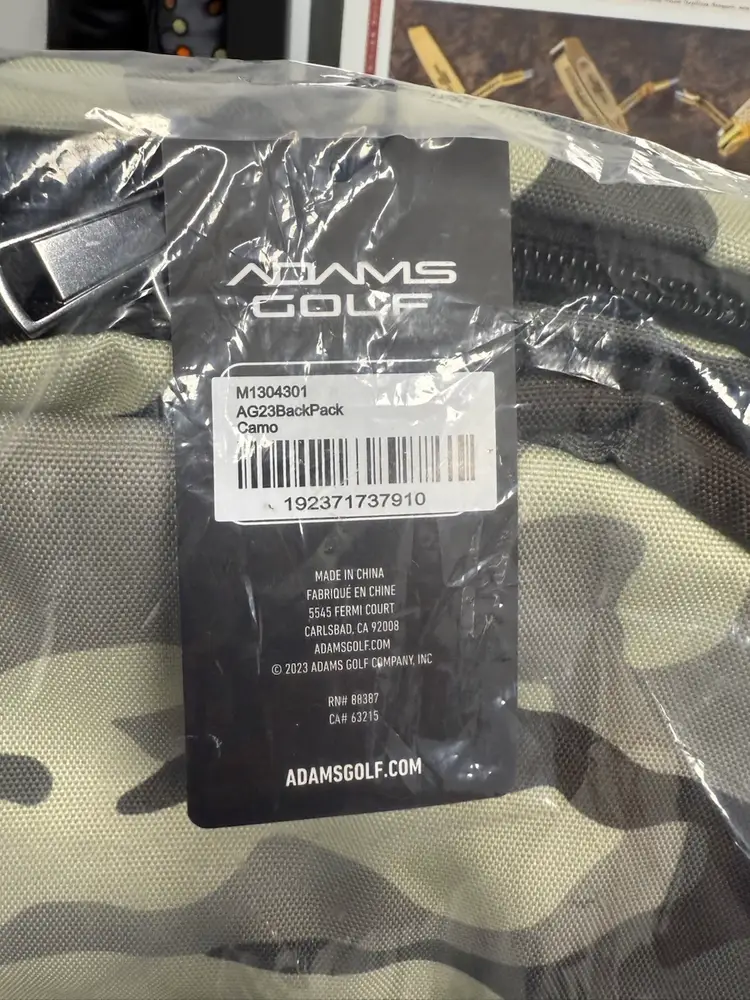 ADAMS
GOLF
M1304301
AG23BackPack
Camo
192371737910
MADE IN CHINA
FABRIQUÉ EN CHINE
5545 FERMI COURT
CARLSBAD, CA 92008
ADAMSGOLF.COM
© 2023 ADAMS GOLF COMPANY, INC
RN# 88387
CA# 63215
ADAMSGOLF.COM